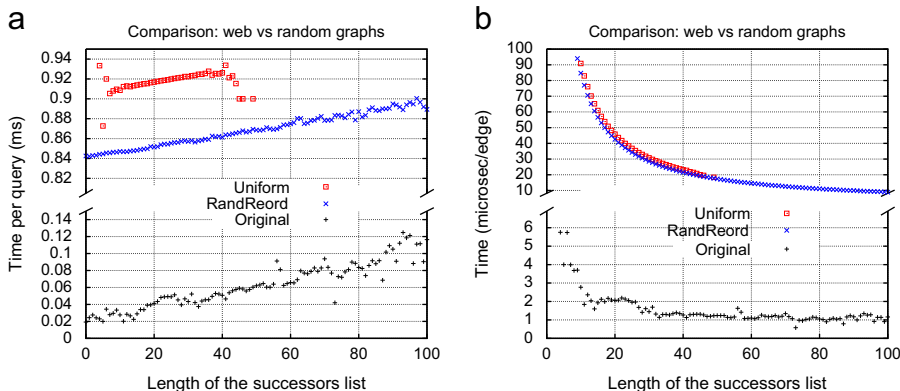 a
Comparison: web vs random graphs
Time per query (ms)
0.94
0.92
0.9
0.88
0.86
0.84
0.82
0.14
0.12
0.1
0.08
0.06
0.04
0.02
0
Uniform
RandReord
Original
0 20 40 60 80 100
Length of the successors list
b
Comparison: web vs random graphs
Time (microsec/edge)
100
90
80
70
60
50
40
30
20
10
6
5
4
3
2
1
0
Uniform
RandReord
Original
0 20 40 60 80 100
Length of the successors list